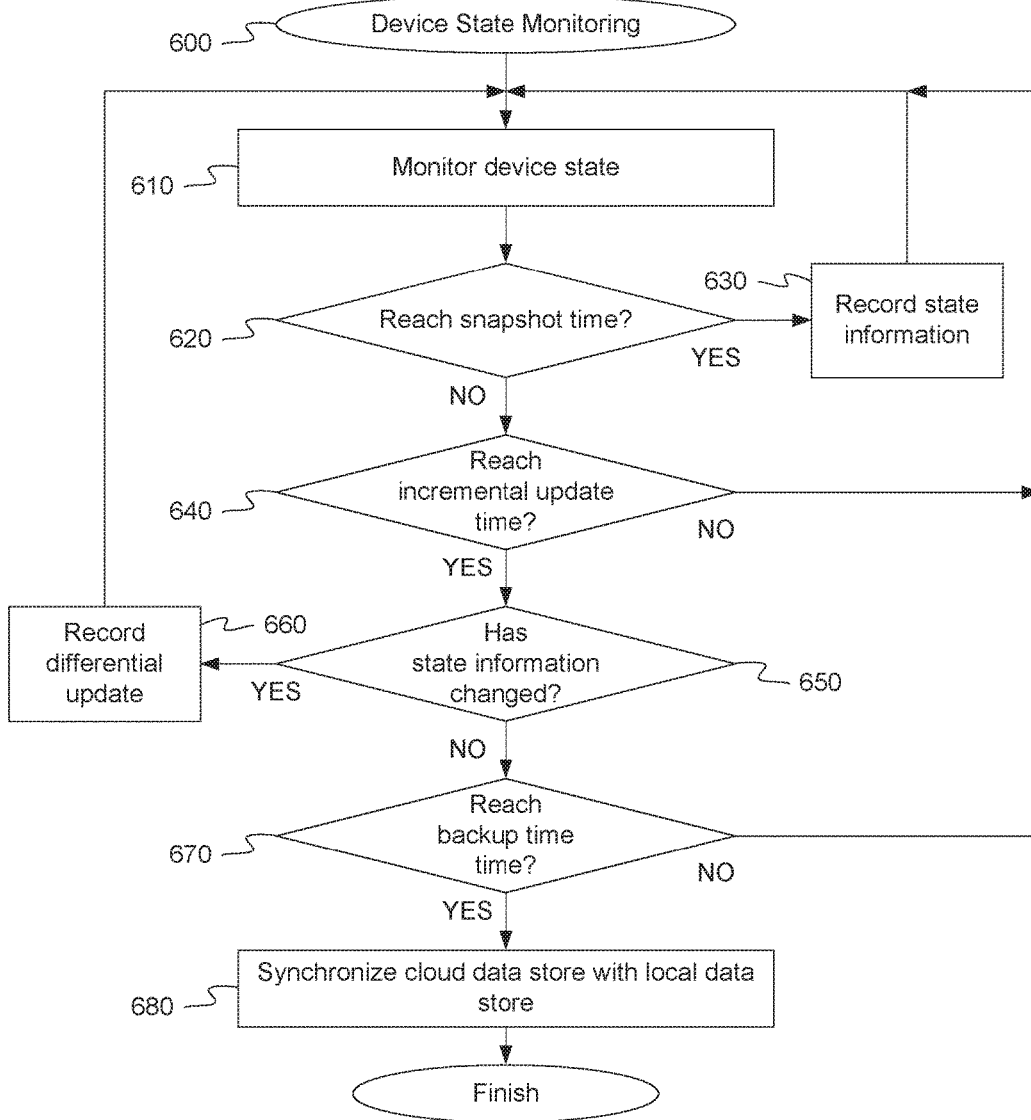 Device State Monitoring
600
Monitor device state
610
630
Record state
information
Reach snapshot time?
620
YES
NO
Reach
incremental update
time?
640
NO
YES
Record
differential
update
660
Has
state information
changed?
650
YES
NO
Reach
backup time
time?
670
NO
YES
Synchronize cloud data store with local data
store
680
Finish